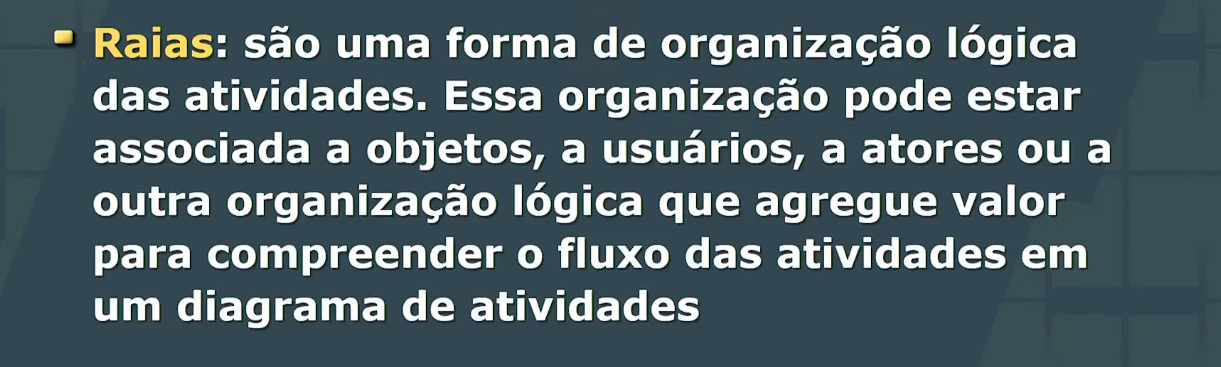 Raias: são uma forma de organização lógica
das atividades. Essa organização pode estar
associada a objetos, a usuários, a atores ou a
outra organização lógica que agregue valor
para compreender o fluxo das atividades em
um diagrama de atividades